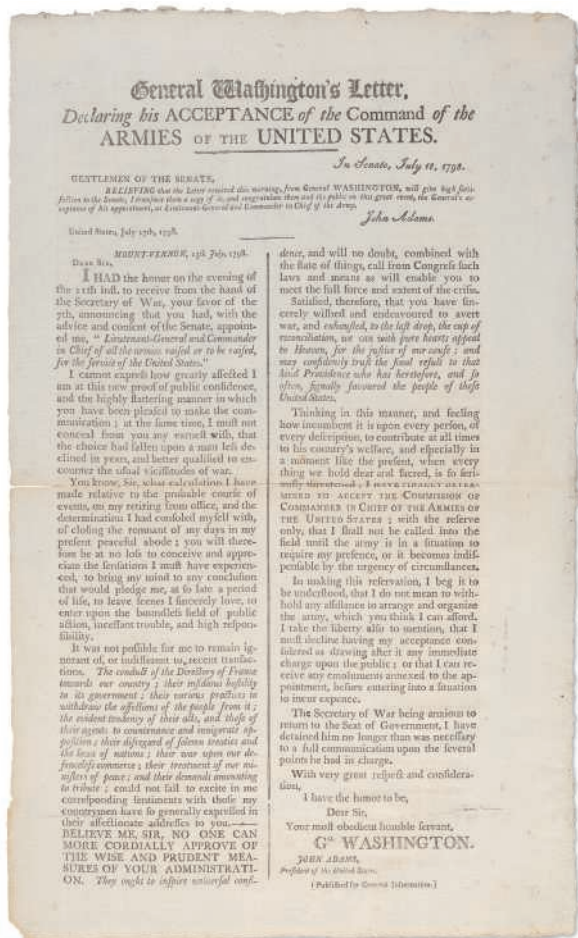 General Washington's Letter,
Declaring his ACCEPTANCE of the Command of the
ARMIES OF THE UNITED STATES.
In Senate, July 18, 1798.
GENTLEMEN OF THE SENATE,
BELIEVING that the Letter received this morning, from General WASHINGTON, will give high satis-
faction to the Senate, I transmit them a copy of it, and congratulate them and the public on this great event, the General's ac-
ceptance of his appointment, as Lieutenant-General and Commander in Chief of the Army.
John Adams.
United States, July 17th, 1798.
MOUNT-VERNON, 13th July, 1798.
DEAR SIR,
I HAD the honor on the evening of
the 11th inst. to receive from the hand of
the Secretary of War, your favor of the
7th, announcing that you had, with the
advice and consent of the Senate, appoint-
ed me, "Lieutenant-General and Commander
in Chief of all the armies raised or to be raised,
for the service of the United States."
I cannot express how greatly affected I
am at this new proof of public confidence,
and the highly flattering manner in which
you have been pleased to make the com-
munication; at the same time, I must not
conceal from you my earnest wish, that
the choice had fallen upon a man less de-
clined in years, and better qualified to en-
counter the usual vicissitudes of war.
You know, Sir, what calculation I have
made relative to the probable course of
events, on my retiring from office, and the
determination I had consoled myself with,
of closing the remnant of my days in my
present peaceful abode; you will there-
fore be at no loss to conceive and appre-
ciate the sensations I must have experien-
ced, to bring my mind to any conclusion
that would pledge me, at so late a period
of life, to leave scenes I sincerely love, to
enter upon the boundless field of public
action, incessant trouble, and high respon-
sibility.
It was not possible for me to remain ig-
norant of, or indifferent to, recent transac-
tions. The conduct of the Directory of France
towards our country; their insidious hostility
to its government; their various practices to
withdraw the affections of the people from it;
the evident tendency of their acts, and those of
their agents to countenance and invigorate op-
position; their disregard of solemn treaties and
the laws of nations; their war upon our de-
fenceless commerce; their treatment of our mi-
nisters of peace; and their demands amounting
to tribute; could not fail to excite in me
corresponding sentiments with those my
countrymen have so generally expressed in
their affectionate addresses to you.—
BELIEVE ME, SIR, NO ONE CAN
MORE CORDIALLY APPROVE OF
THE WISE AND PRUDENT MEA-
SURES OF YOUR ADMINISTRATI-
ON. They ought to inspire universal confi-
dence, and will no doubt, combined with
the state of things, call from Congress such
laws and means as will enable you to
meet the full force and extent of the crisis.
Satisfied, therefore, that you have sin-
cerely wished and endeavoured to avert
war, and exhausted, to the last drop, the cup of
reconciliation, we can with pure hearts appeal
to Heaven, for the justice of our cause; and
may confidently trust the final result to that
kind Providence who has heretofore, and so
often, signally favoured the people of these
United States.
Thinking in this manner, and feeling
how incumbent it is upon every person, of
every description, to contribute at all times
to his country's welfare, and especially in
a moment like the present, when every
thing we hold dear and sacred, is so seri-
ously threatened; I HAVE FINALLY DETER-
MINED TO ACCEPT THE COMMISSION OF
COMMANDER IN CHIEF OF THE ARMIES OF
THE UNITED STATES; with the reserve
only, that I shall not be called into the
field until the army is in a situation to
require my presence, or it becomes indis-
pensable by the urgency of circumstances.
In making this reservation, I beg it to
be understood, that I do not mean to with-
hold any assistance to arrange and organize
the army, which you think I can afford.
I take the liberty also to mention, that I
must decline having my acceptance con-
sidered as drawing after it any immediate
charge upon the public; or that I can re-
ceive any emoluments annexed to the ap-
pointment, before entering into a situation
to incur expence.
The Secretary of War being anxious to
return to the Seat of Government, I have
detained him no longer than was necessary
to a full communication upon the several
points he had in charge.
With very great respect and considera-
tion,
I have the honor to be,
Dear Sir,
Your most obedient humble servant,
Go. WASHINGTON.
JOHN ADAMS,
President of the United States.
[Published for General Information.]